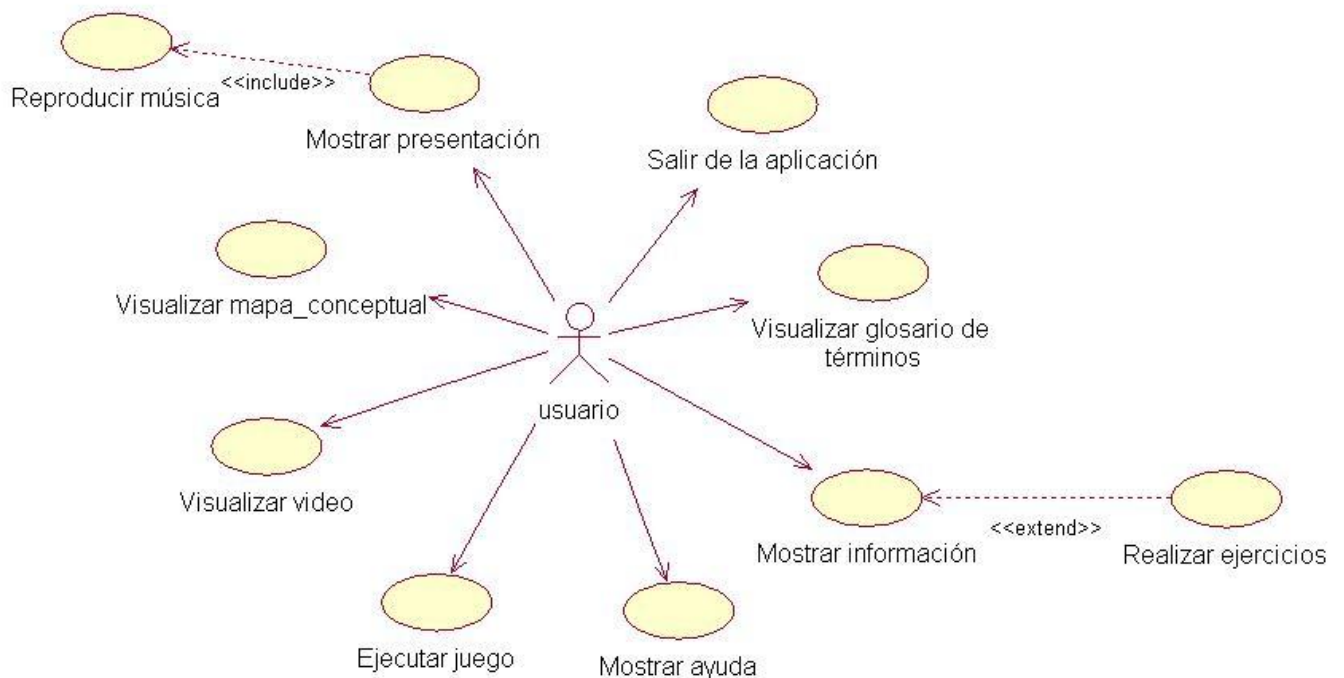 Reproducir música
<<include>>
Mostrar presentación
Salir de la aplicación
Visualizar mapa_conceptual
Visualizar glosario de
términos
usuario
Visualizar video
Mostrar información
<<extend>>
Realizar ejercicios
Ejecutar juego
Mostrar ayuda